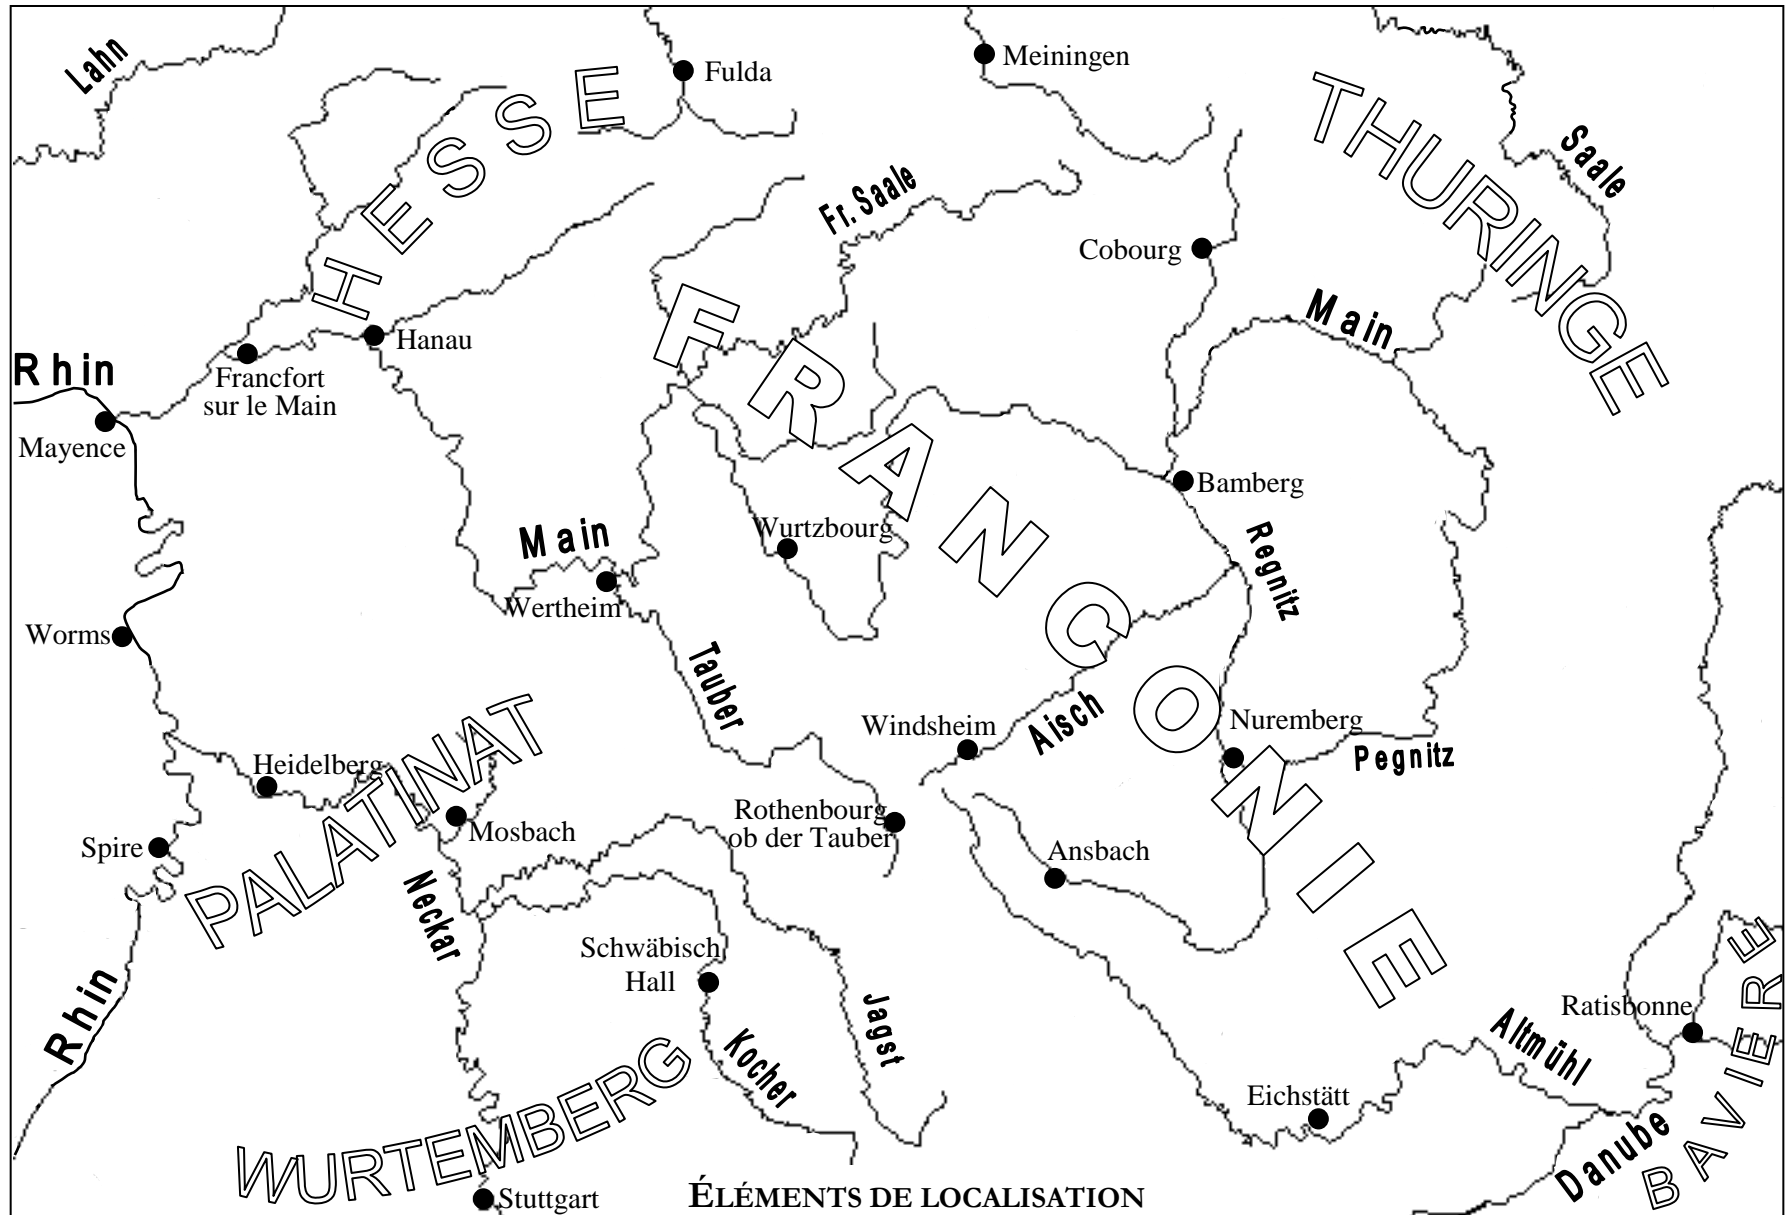 Lahn
HESSE
Fulda
Meiningen
THURINGE
Saale
Fr. Saale
Cobourg
Main
Rhin
Hanau
Francfort
sur le Main
Mayence
FRANCONIE
Bamberg
Regnitz
Main
Wurtzbourg
Wertheim
Worms
Tauber
Windsheim
Aisch
Nuremberg
Pegnitz
PALATINAT
Heidelberg
Mosbach
Rothenbourg
ob der Tauber
Spire
Ansbach
Neckar
Schwäbisch
Hall
Jagst
Kocher
Rhin
Ratisbonne
BAVIERE
Altmühl
Eichstätt
Danube
WURTEMBERG
Stuttgart
ÉLÉMENTS DE LOCALISATION